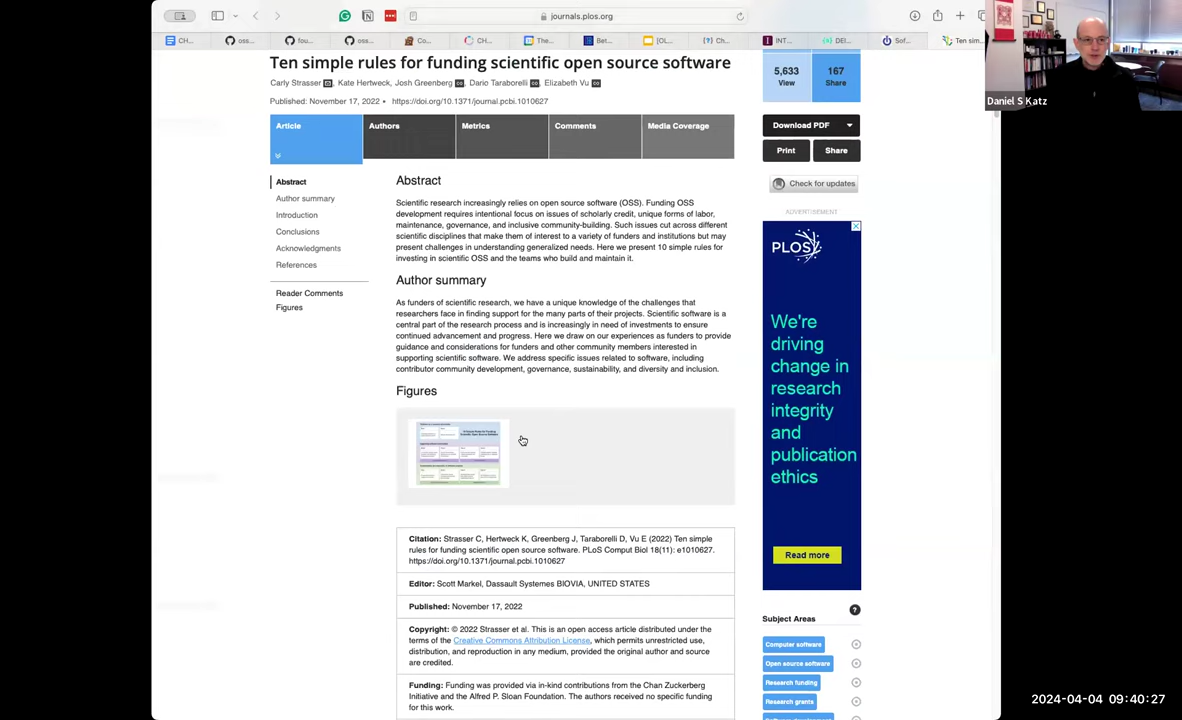 journals.plos.org
CH...
oss...
fou...
oss...
Co...
CH...
The...
Bet...
[OL...
Ch...
INT...
DEI...
Sof...
Ten sim...
Daniel S Katz
Ten simple rules for funding scientific open source software
Carly Strasser, Kate Hertweck, Josh Greenberg, Dario Taraborelli, Elizabeth Vu
Published: November 17, 2022 • https://doi.org/10.1371/journal.pcbi.1010627
5,633
View
167
Share
Article
Authors
Metrics
Comments
Media Coverage
Download PDF
Print
Share
Check for updates
Abstract
Author summary
Introduction
Conclusions
Acknowledgments
References
Reader Comments
Figures
Abstract
Scientific research increasingly relies on open source software (OSS). Funding OSS
development requires intentional focus on issues of scholarly credit, unique forms of labor,
maintenance, governance, and inclusive community-building. Such issues cut across different
scientific disciplines that make them of interest to a variety of funders and institutions but may
present challenges in understanding generalized needs. Here we present 10 simple rules for
investing in scientific OSS and the teams who build and maintain it.
Author summary
As funders of scientific research, we have a unique knowledge of the challenges that
researchers face in finding support for the many parts of their projects. Scientific software is a
central part of the research process and is increasingly in need of investments to ensure
continued advancement and progress. Here we draw on our experiences as funders to provide
guidance and considerations for funders and other community members interested in
supporting scientific software. We address specific issues related to software, including
contributor community development, governance, sustainability, and diversity and inclusion.
Figures
Citation: Strasser C, Hertweck K, Greenberg J, Taraborelli D, Vu E (2022) Ten simple
rules for funding scientific open source software. PLoS Comput Biol 18(11): e1010627.
https://doi.org/10.1371/journal.pcbi.1010627
Editor: Scott Markel, Dassault Systemes BIOVIA, UNITED STATES
Published: November 17, 2022
Copyright: © 2022 Strasser et al. This is an open access article distributed under the
terms of the Creative Commons Attribution License, which permits unrestricted use,
distribution, and reproduction in any medium, provided the original author and source
are credited.
Funding: Funding was provided via in-kind contributions from the Chan Zuckerberg
Initiative and the Alfred P. Sloan Foundation. The authors received no specific funding
for this work.
ADVERTISEMENT
PLOS
We're
driving
change in
research
integrity
and
publication
ethics
Read more
Subject Areas
Computer software
Open source software
Research funding
Research grants
2024-04-04 09:40:27